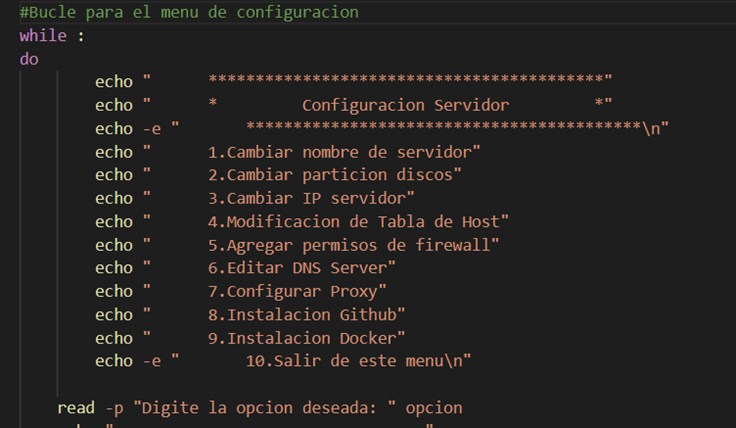 #Bucle para el menu de configuracion
while :
do
echo "      ******************************************"
echo "      *         Configuracion Servidor         *"
echo -e "       ******************************************\n"
echo "      1.Cambiar nombre de servidor"
echo "      2.Cambiar particion discos"
echo "      3.Cambiar IP servidor"
echo "      4.Modificacion de Tabla de Host"
echo "      5.Agregar permisos de firewall"
echo "      6.Editar DNS Server"
echo "      7.Configurar Proxy"
echo "      8.Instalacion Github"
echo "      9.Instalacion Docker"
echo -e "       10.Salir de este menu\n"
read -p "Digite la opcion deseada: " opcion